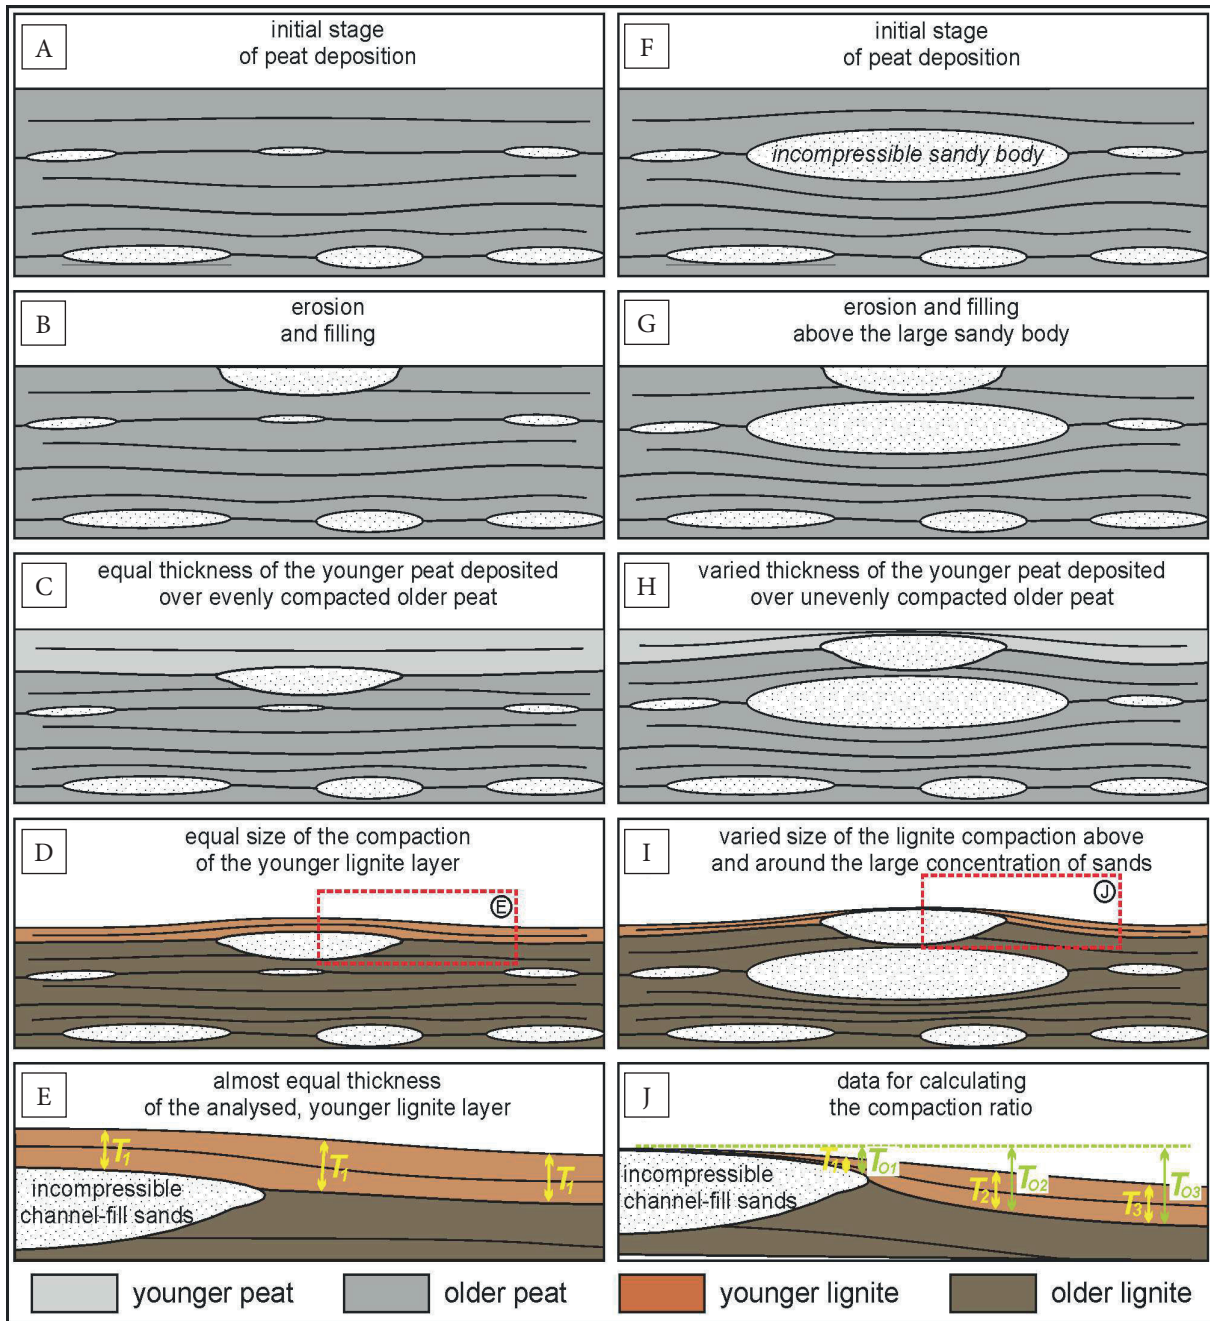 A
initial stage
of peat deposition
F
initial stage
of peat deposition
incompressible sandy body
B
erosion
and filling
G
erosion and filling
above the large sandy body
C
equal thickness of the younger peat deposited
over evenly compacted older peat
H
varied thickness of the younger peat deposited
over unevenly compacted older peat
D
equal size of the compaction
of the younger lignite layer
E
I
varied size of the lignite compaction above
and around the large concentration of sands
J
E
almost equal thickness
of the analysed, younger lignite layer
T1
T1
T1
incompressible
channel-fill sands
J
data for calculating
the compaction ratio
T1
TO1
T2
TO2
T3
TO3
incompressible
channel-fill sands
younger peat
older peat
younger lignite
older lignite